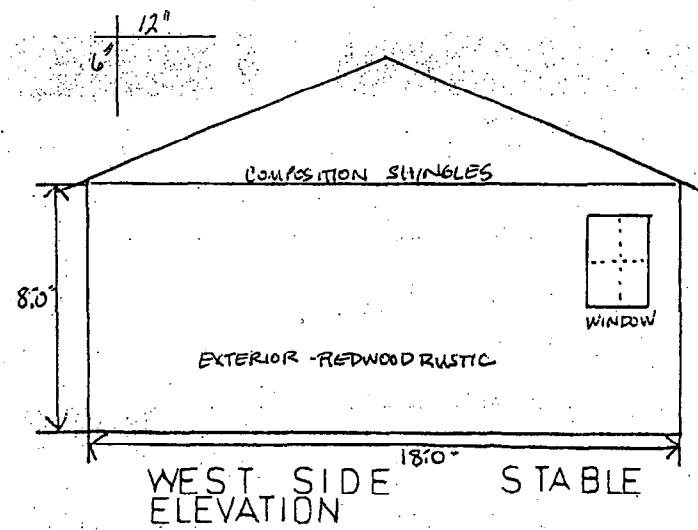 12"
6"
COMPOSITION SHINGLES
8'.0"
WINDOW
EXTERIOR - REDWOOD RUSTIC
18'.0"
WEST SIDE STABLE
ELEVATION